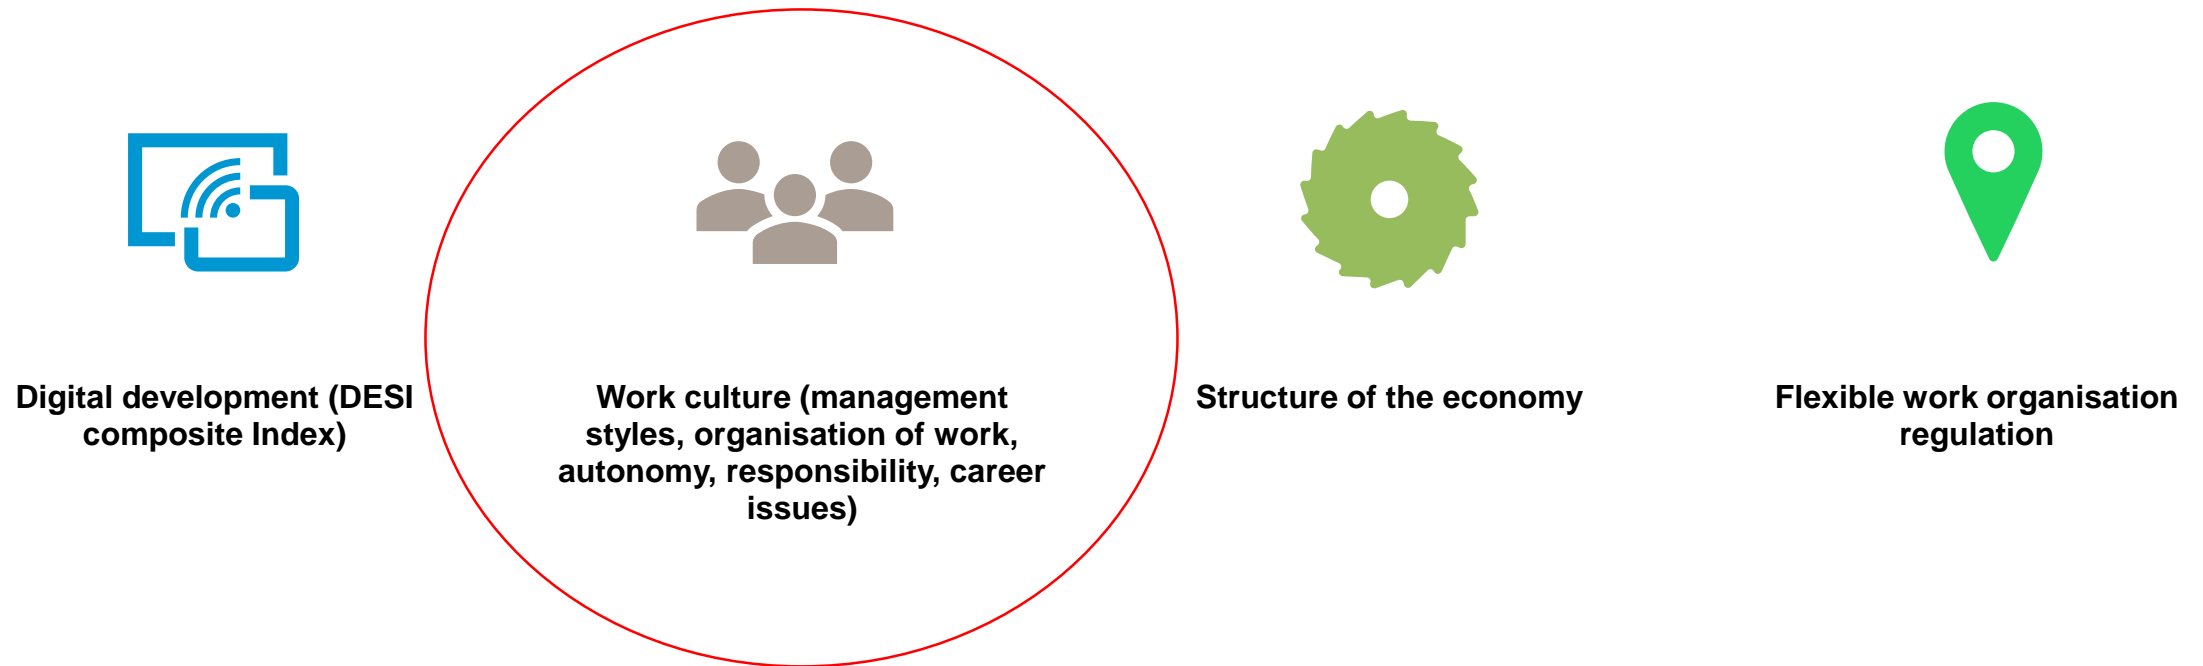 Digital development (DESI
composite Index)
Work culture (management
styles, organisation of work,
autonomy, responsibility, career
issues)
Structure of the economy
Flexible work organisation
regulation